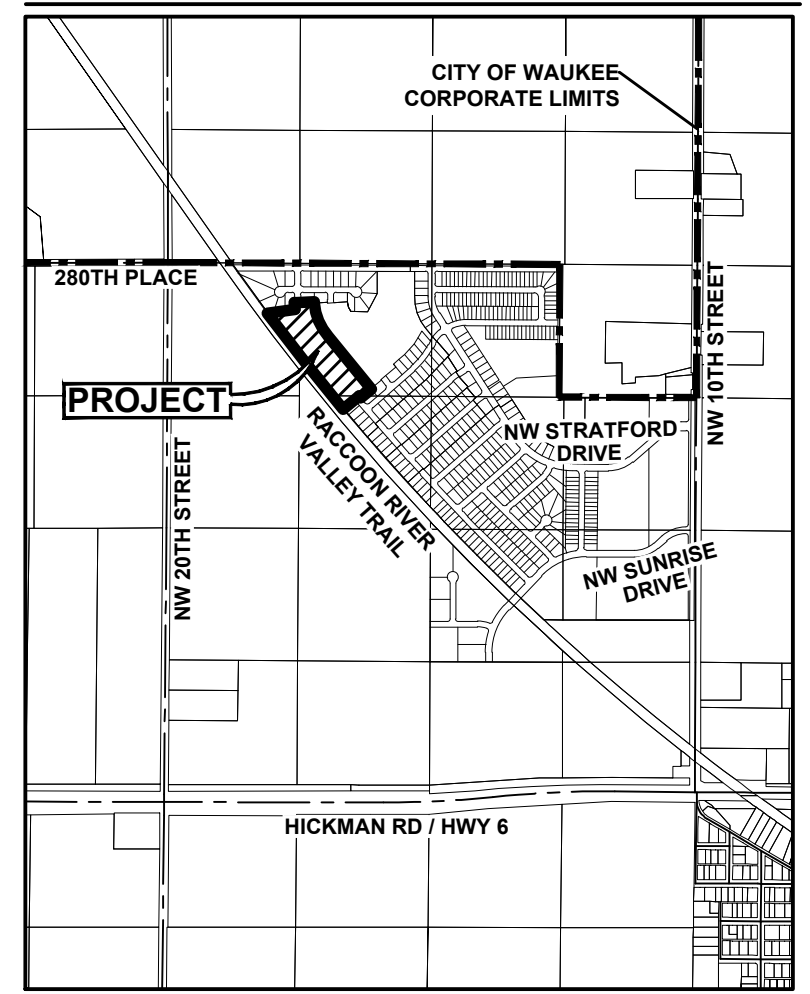 CITY OF WAUKEE
CORPORATE LIMITS
280TH PLACE
NW 10TH STREET
PROJECT
NW STRATFORD
DRIVE
RACCOON RIVER
VALLEY TRAIL
NW 20TH STREET
NW SUNRISE
DRIVE
HICKMAN RD / HWY 6